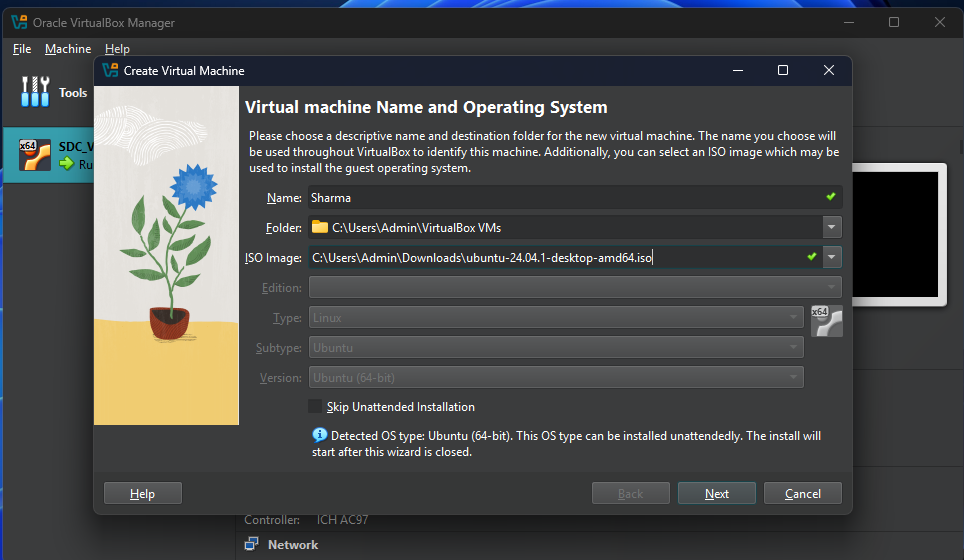 Oracle VirtualBox Manager
File Machine Help
Tools
x64
SDC_V
Ru
Create Virtual Machine
Virtual machine Name and Operating System
Please choose a descriptive name and destination folder for the new virtual machine. The name you choose will
be used throughout VirtualBox to identify this machine. Additionally, you can select an ISO image which may be
used to install the guest operating system.
Name: Sharma
Folder: C:\Users\Admin\VirtualBox VMs
ISO Image: C:\Users\Admin\Downloads\ubuntu-24.04.1-desktop-amd64.iso
Edition:
Type: Linux
x64
Subtype: Ubuntu
Version: Ubuntu (64-bit)
Skip Unattended Installation
Detected OS type: Ubuntu (64-bit). This OS type can be installed unattendedly. The install will
start after this wizard is closed.
Help Back Next Cancel
Controller: ICH AC97
Network